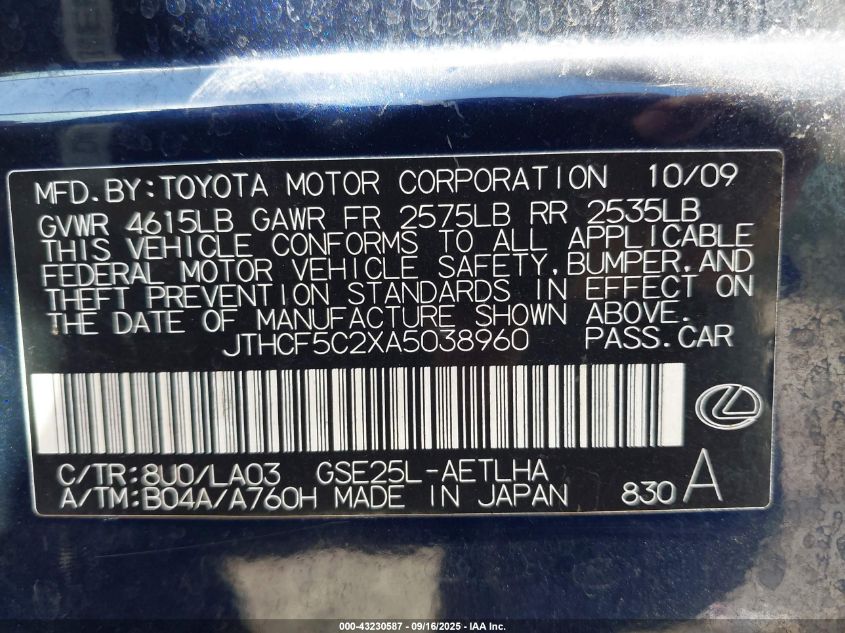 MFD. BY: TOYOTA MOTOR CORPORATION 10/09
GVWR 4615LB GAWR FR 2575LB RR 2535LB
THIS VEHICLE CONFORMS TO ALL APPLICABLE
FEDERAL MOTOR VEHICLE SAFETY, BUMPER, AND
THEFT PREVENTION STANDARDS IN EFFECT ON
THE DATE OF MANUFACTURE SHOWN ABOVE.
JTHCF5C2XA5038960 PASS. CAR
C/TR: 8U0/LA03 GSE25L-AETLHA
A/TM: B04A/A760H MADE IN JAPAN 830 A
000-43230587 - 09/16/2025 - IAA Inc.